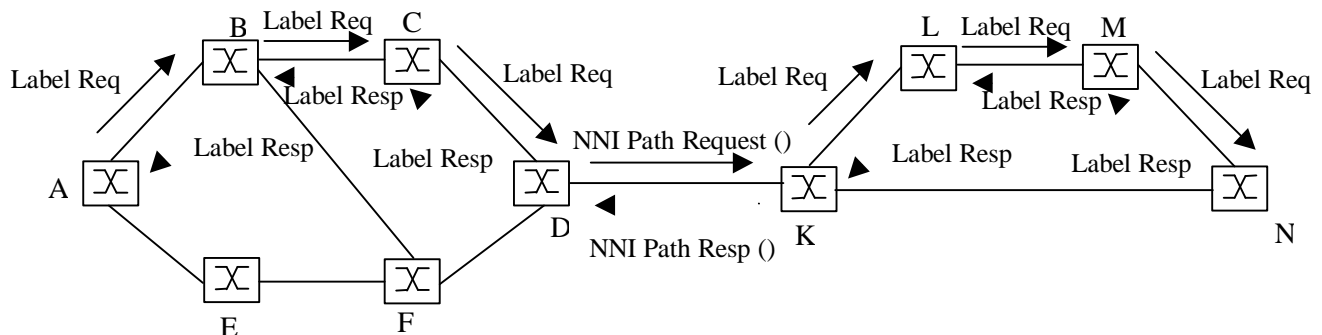 B
Label Req
C
L
Label Req
M
Label Req
Label Req
Label Req
Label Req
Label Resp
Label Resp
Label Resp
Label Resp
NNI Path Request ()
Label Resp
Label Resp
A
D
K
N
NNI Path Resp ()
E
F